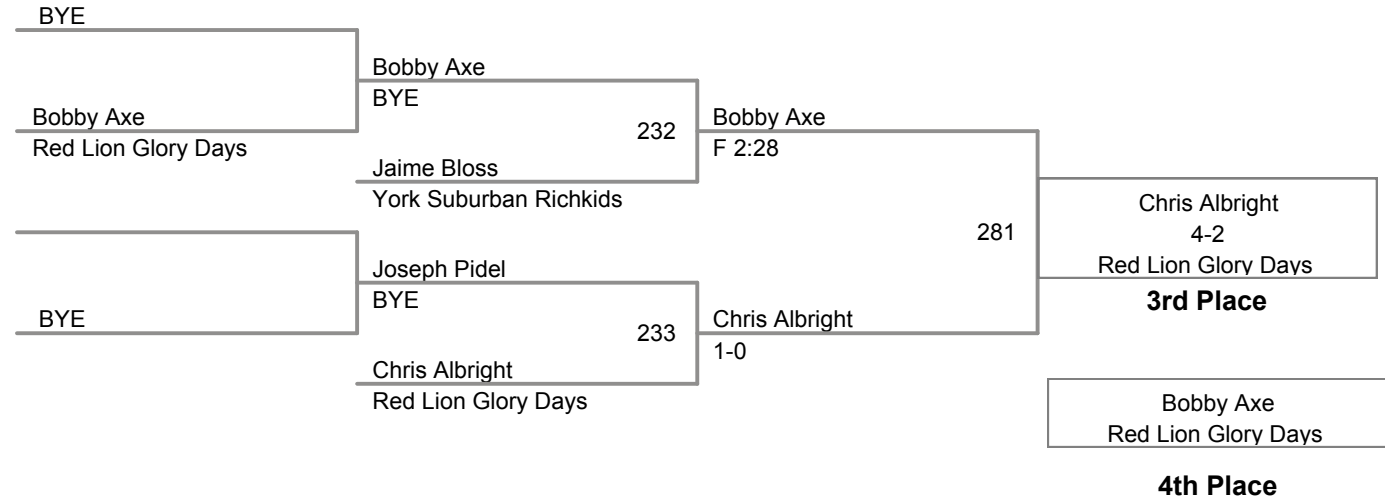 BYE
Bobby Axe
BYE
Bobby Axe
Red Lion Glory Days
232
Bobby Axe
F 2:28
Jaime Bloss
York Suburban Richkids
Chris Albright
4-2
Red Lion Glory Days
3rd Place
281
Joseph Pidel
BYE
BYE
233
Chris Albright
1-0
Chris Albright
Red Lion Glory Days
Bobby Axe
Red Lion Glory Days
4th Place